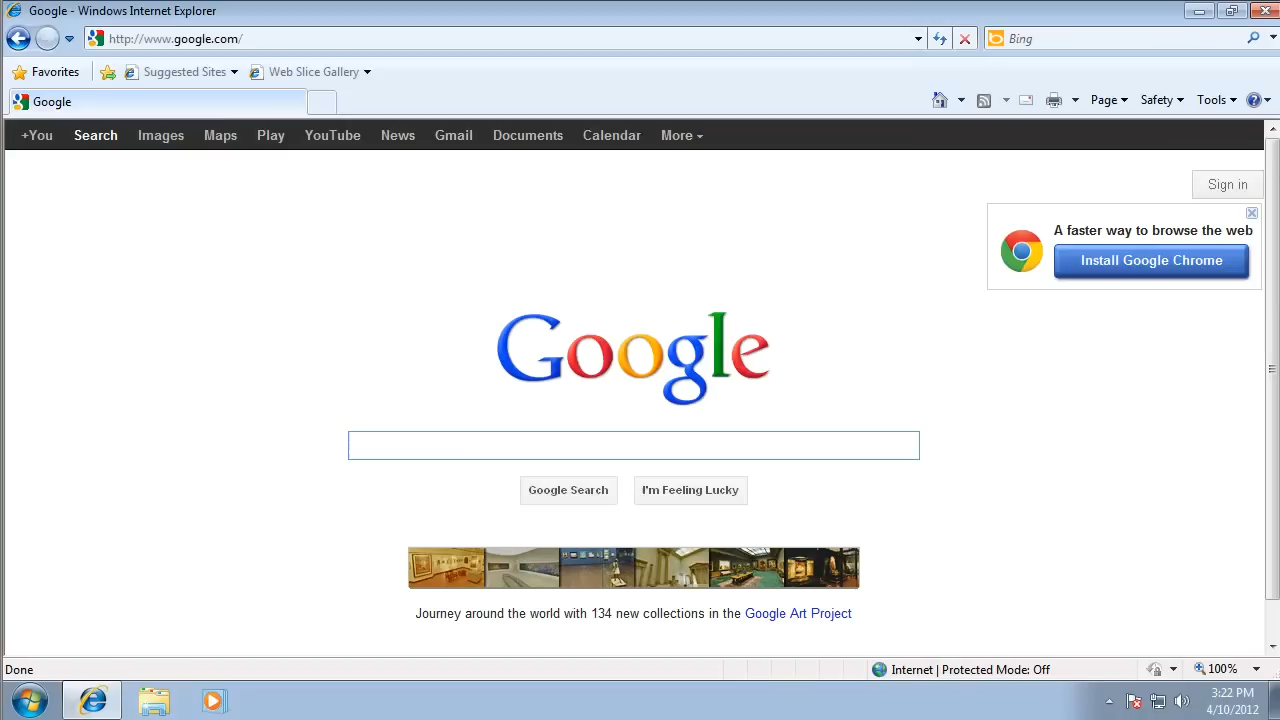 Google - Windows Internet Explorer
http://www.google.com/
Bing
Favorites
Suggested Sites
Web Slice Gallery
Google
Page
Safety
Tools
+You Search Images Maps Play YouTube News Gmail Documents Calendar More
Sign in
A faster way to browse the web
Install Google Chrome
Google
Google Search
I'm Feeling Lucky
Journey around the world with 134 new collections in the Google Art Project
Done
Internet | Protected Mode: Off
100%
3:22 PM
4/10/2012